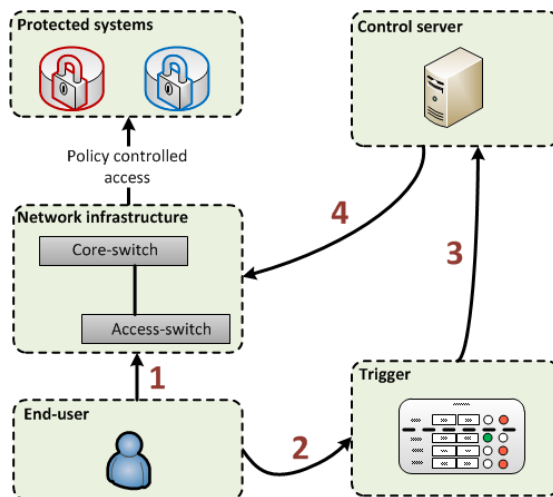 Protected systems
Control server
Policy controlled
access
4
Network infrastructure
Core-switch
3
Access-switch
1
Trigger
End-user
2